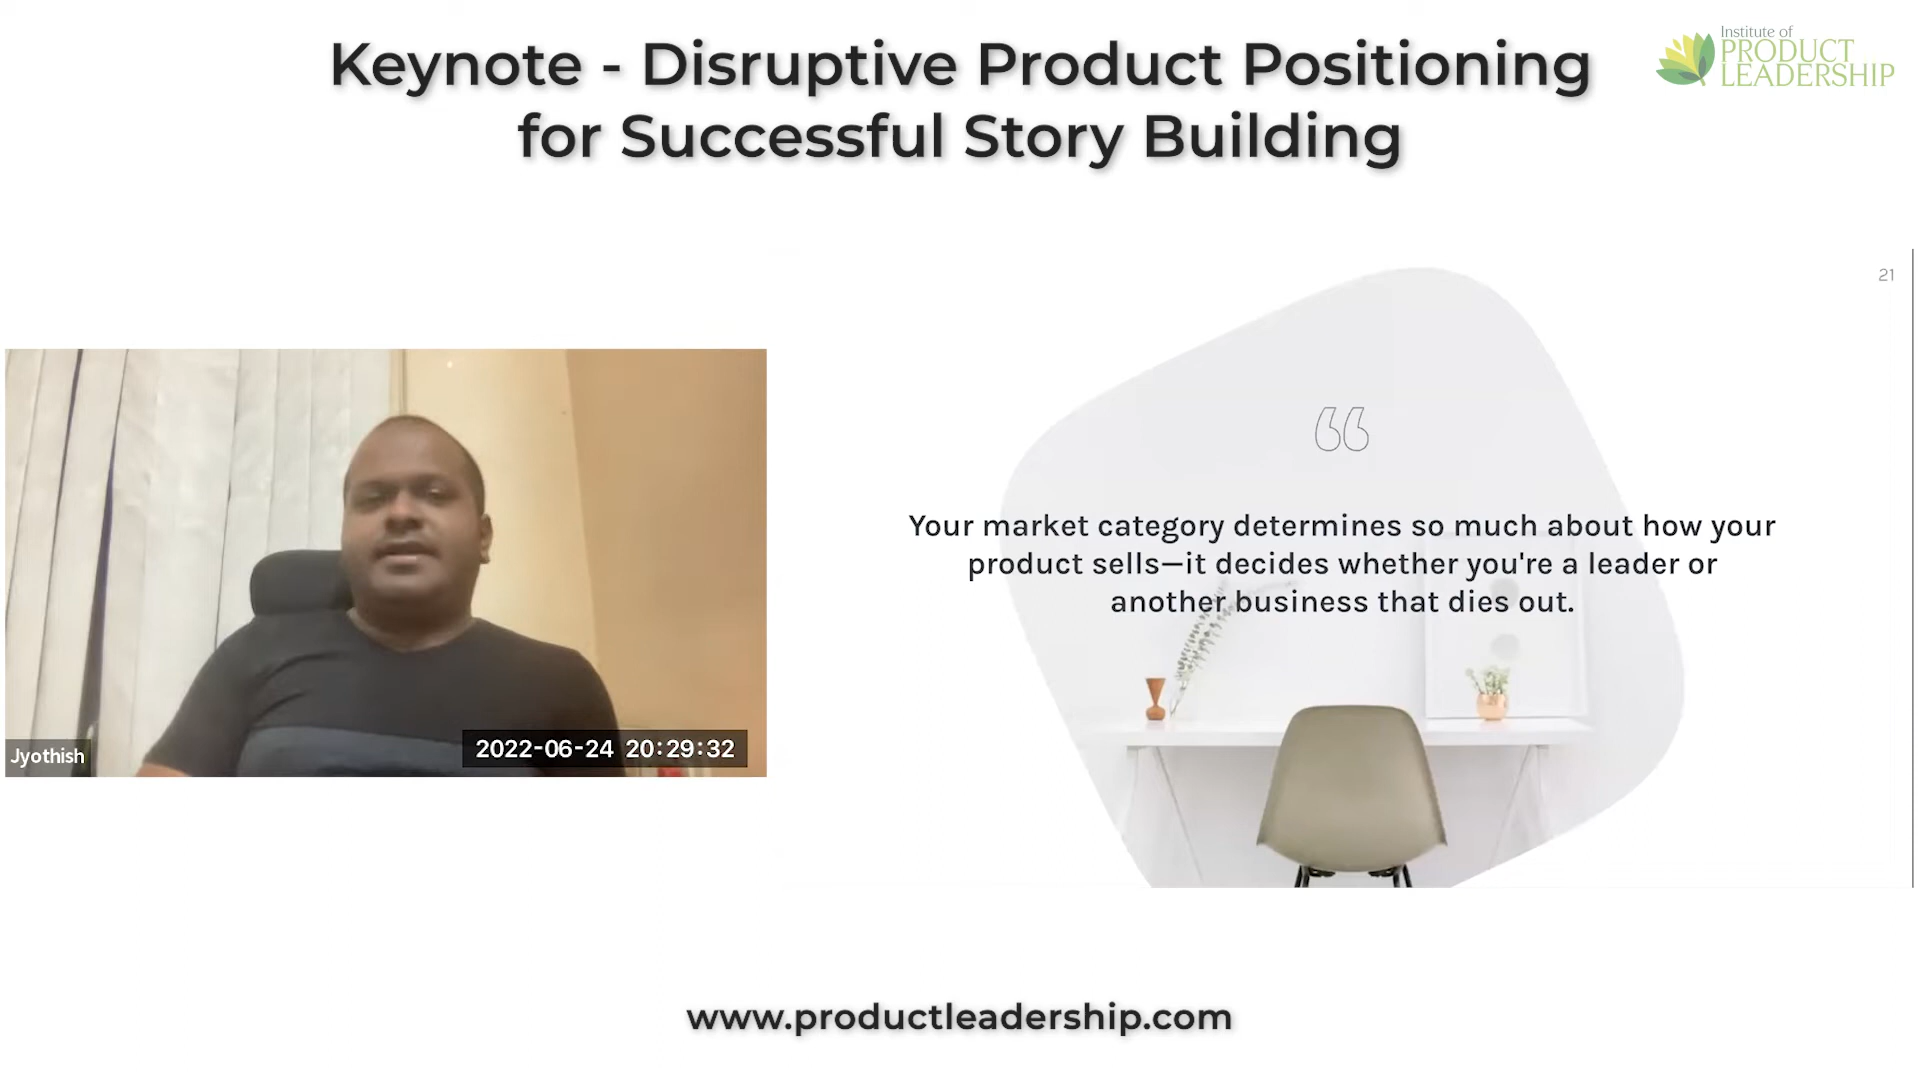 Keynote - Disruptive Product Positioning
for Successful Story Building
Institute of
PRODUCT
LEADERSHIP
21
“
Your market category determines so much about how your
product sells—it decides whether you're a leader or
another business that dies out.
Jyothish
2022-06-24 20:29:32
www.productleadership.com